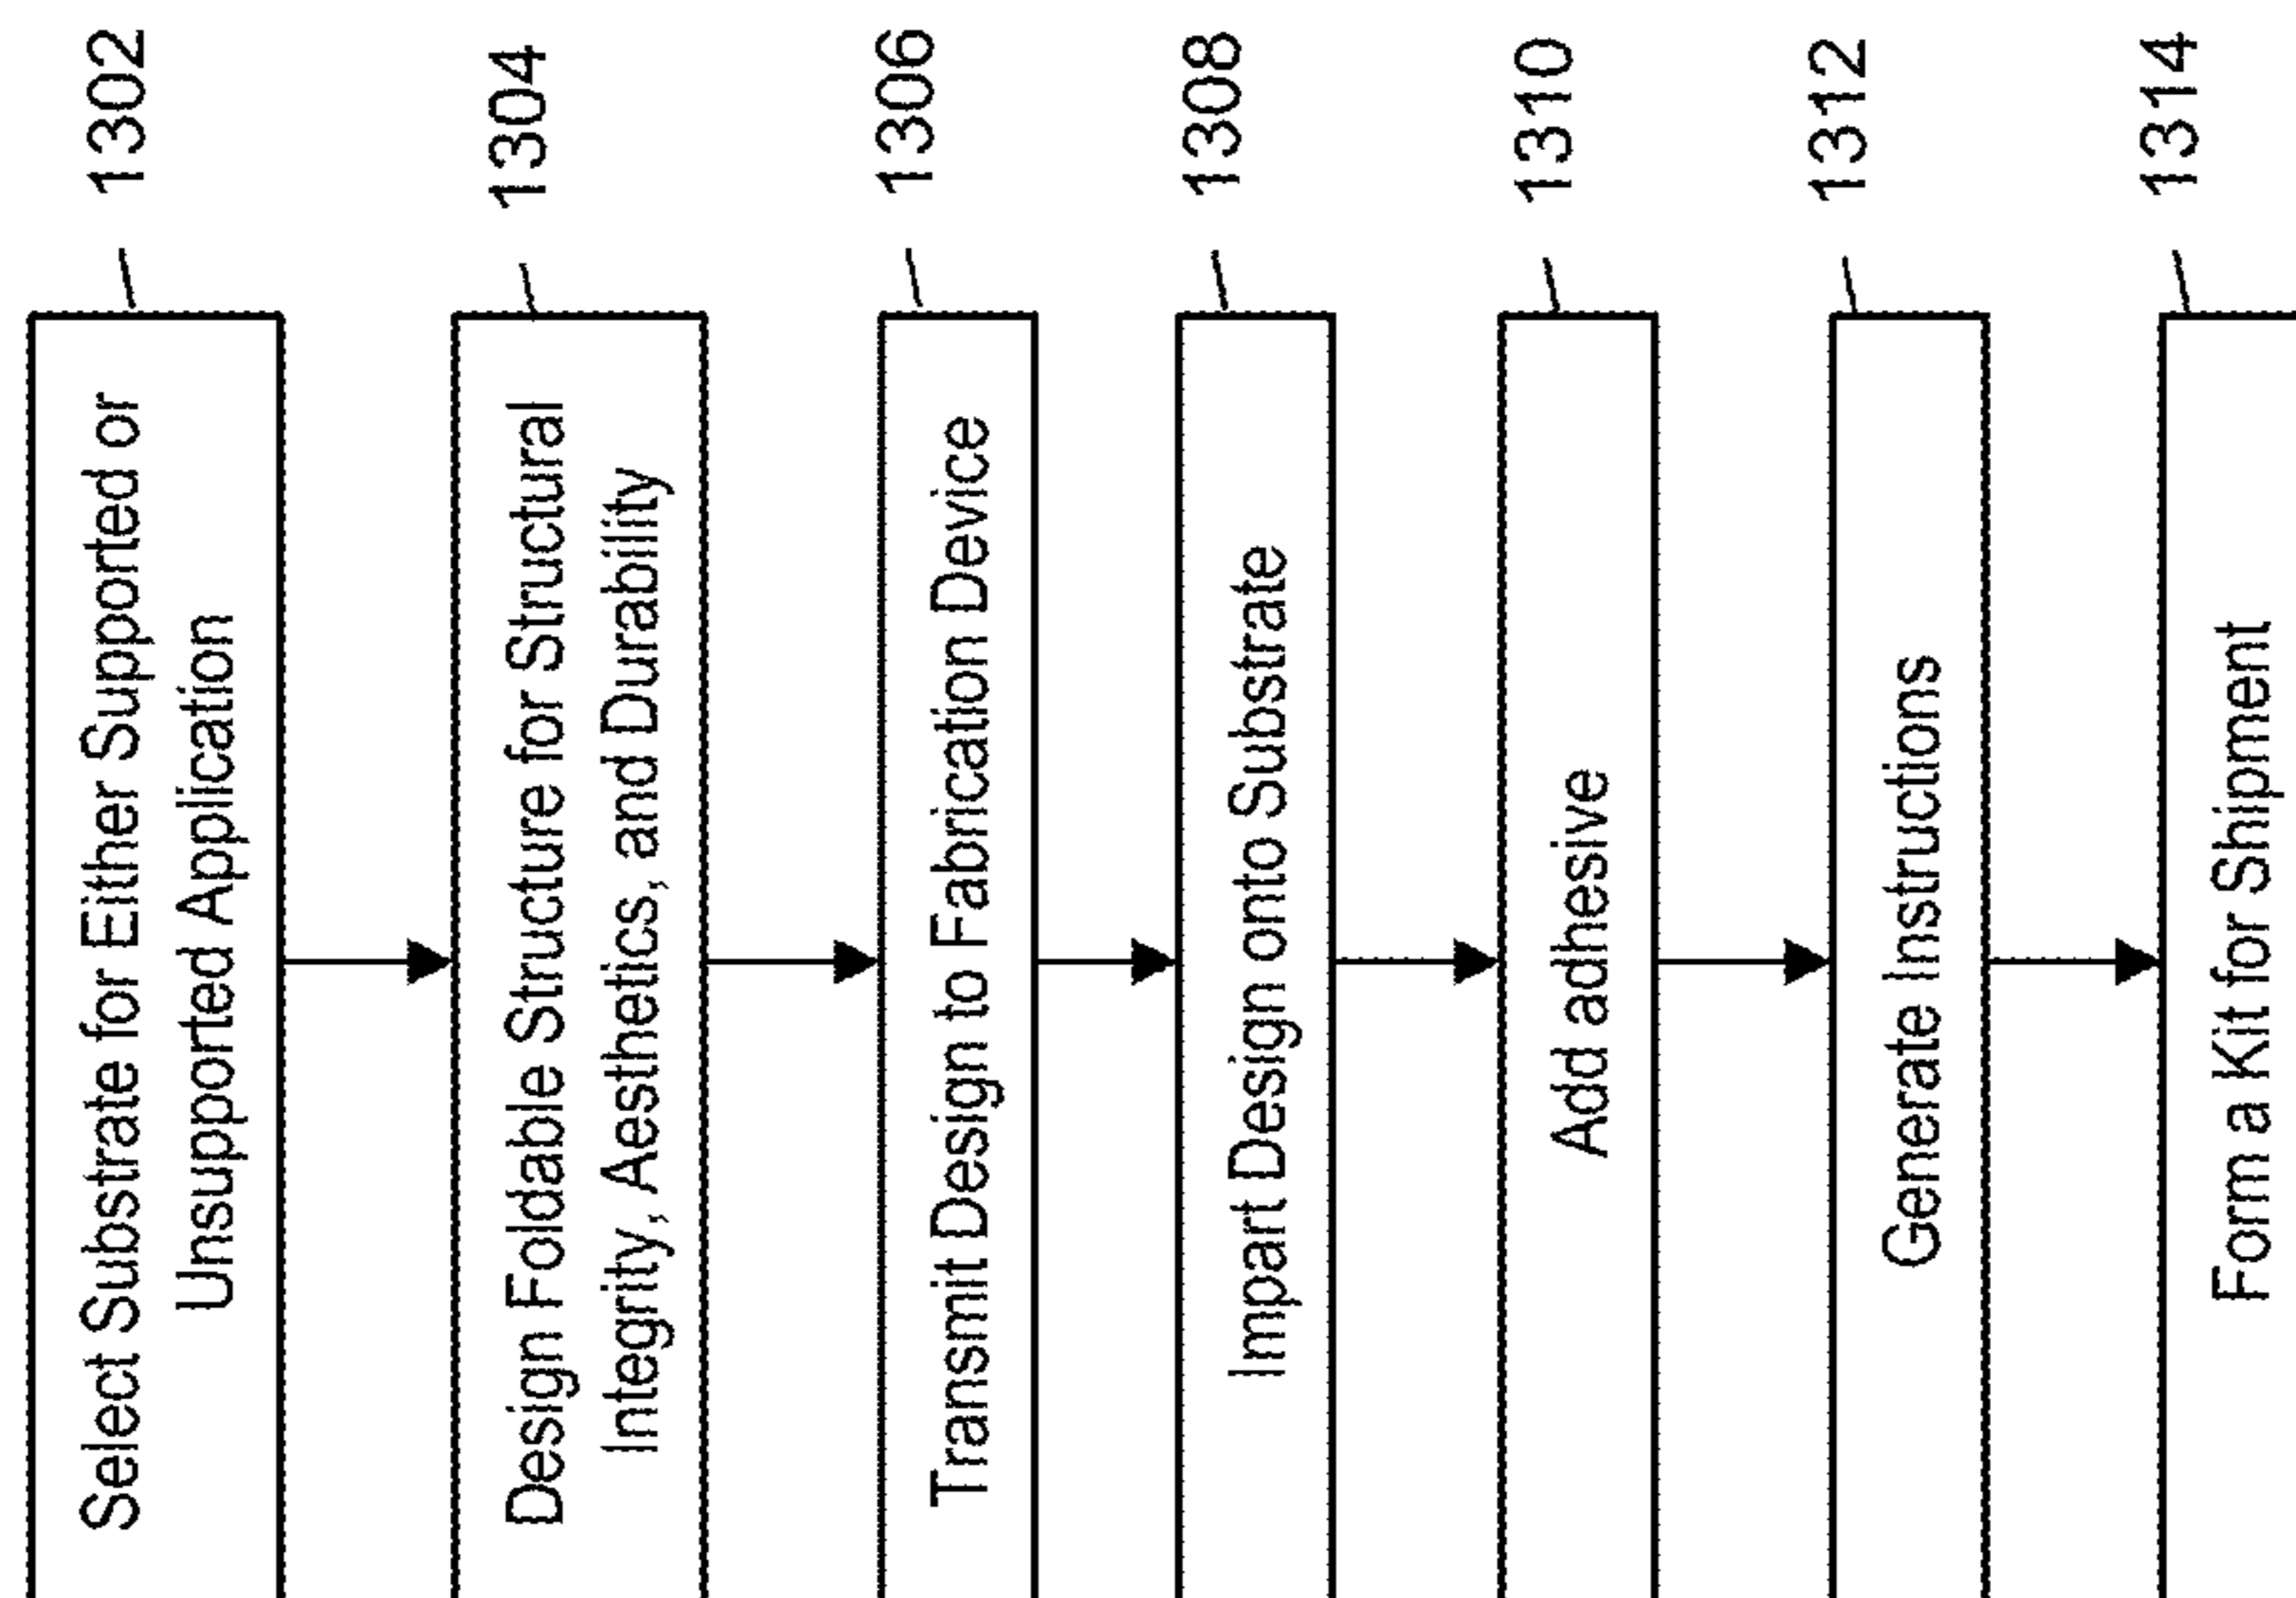 Select Substrate for Either Supported or
Unsupported Application
1302
Design Foldable Structure for Structural
Integrity, Aesthetics, and Durability
1304
Transmit Design to Fabrication Device
1306
Impart Design onto Substrate
1308
Add adhesive
1310
Generate Instructions
1312
Form a Kit for Shipment
1314